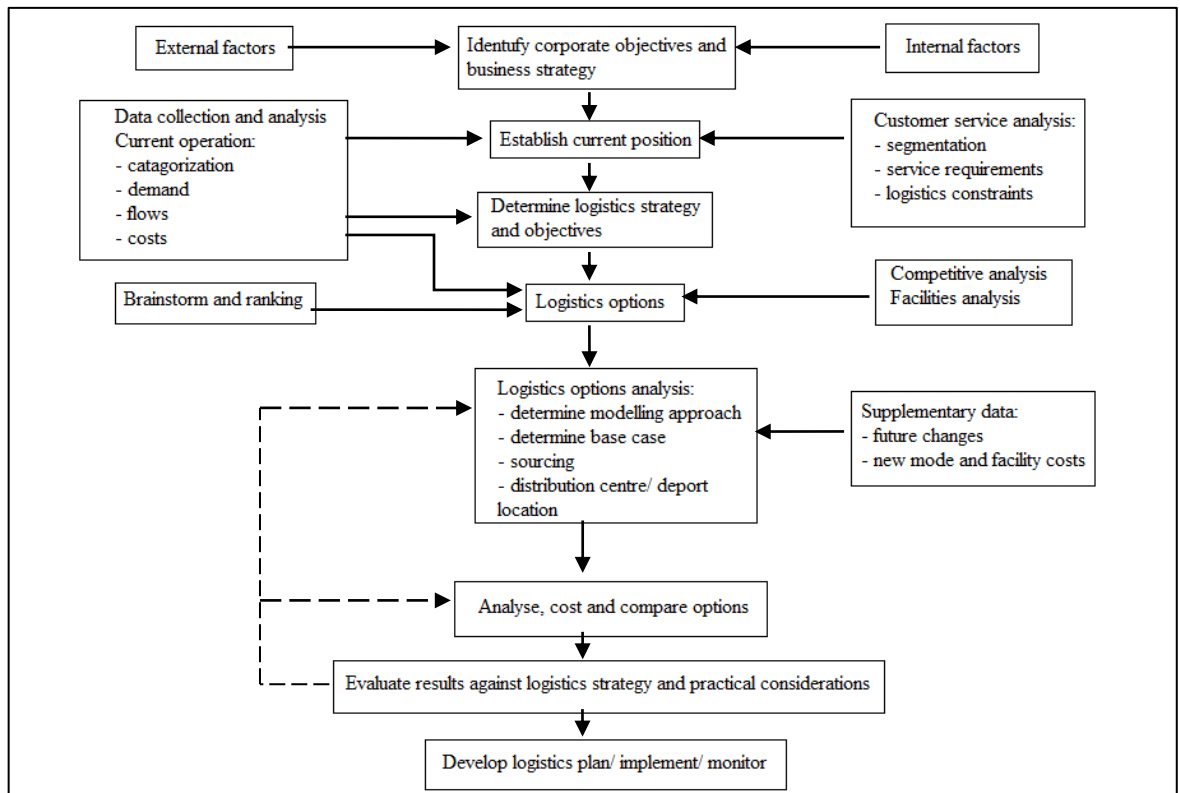 External factors
Identufy corporate objectives and
business strategy
Internal factors
Data collection and analysis
Current operation:
- catagorization
- demand
- flows
- costs
Establish current position
Customer service analysis:
- segmentation
- service requirements
- logistics constraints
Determine logistics strategy
and objectives
Brainstorm and ranking
Logistics options
Competitive analysis
Facilities analysis
Logistics options analysis:
- determine modelling approach
- determine base case
- sourcing
- distribution centre/ deport
location
Supplementary data:
- future changes
- new mode and facility costs
Analyse, cost and compare options
Evaluate results against logistics strategy and practical considerations
Develop logistics plan/ implement/ monitor